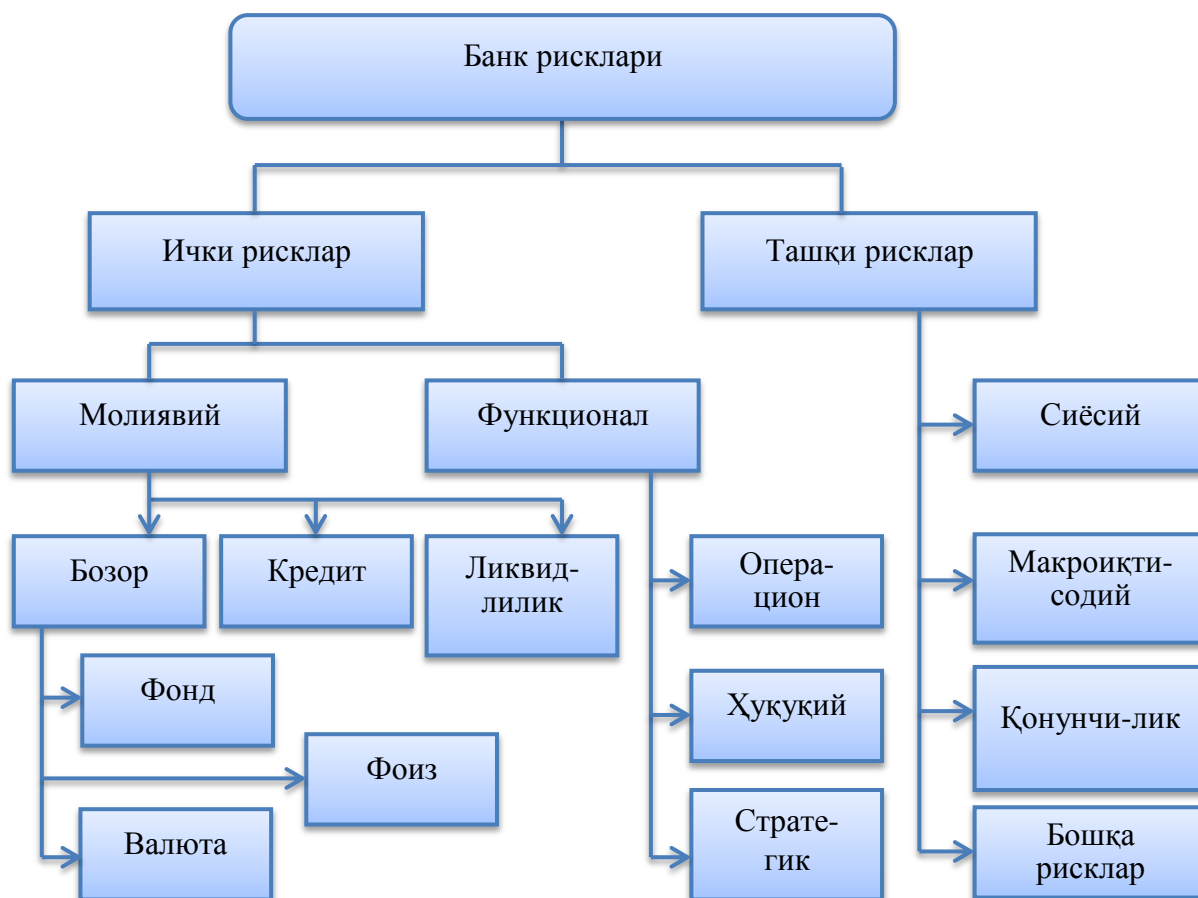 Банк рисклари
Ички рисклар
Ташқи рисклар
Молиявий
Функционал
Сиёсий
Бозор
Кредит
Ликвид-
лилик
Опера-
цион
Макроиқти-
содий
Фонд
Ҳуқуқий
Қонунчи-лик
Фоиз
Валюта
Страте-
гик
Бошқа
рисклар